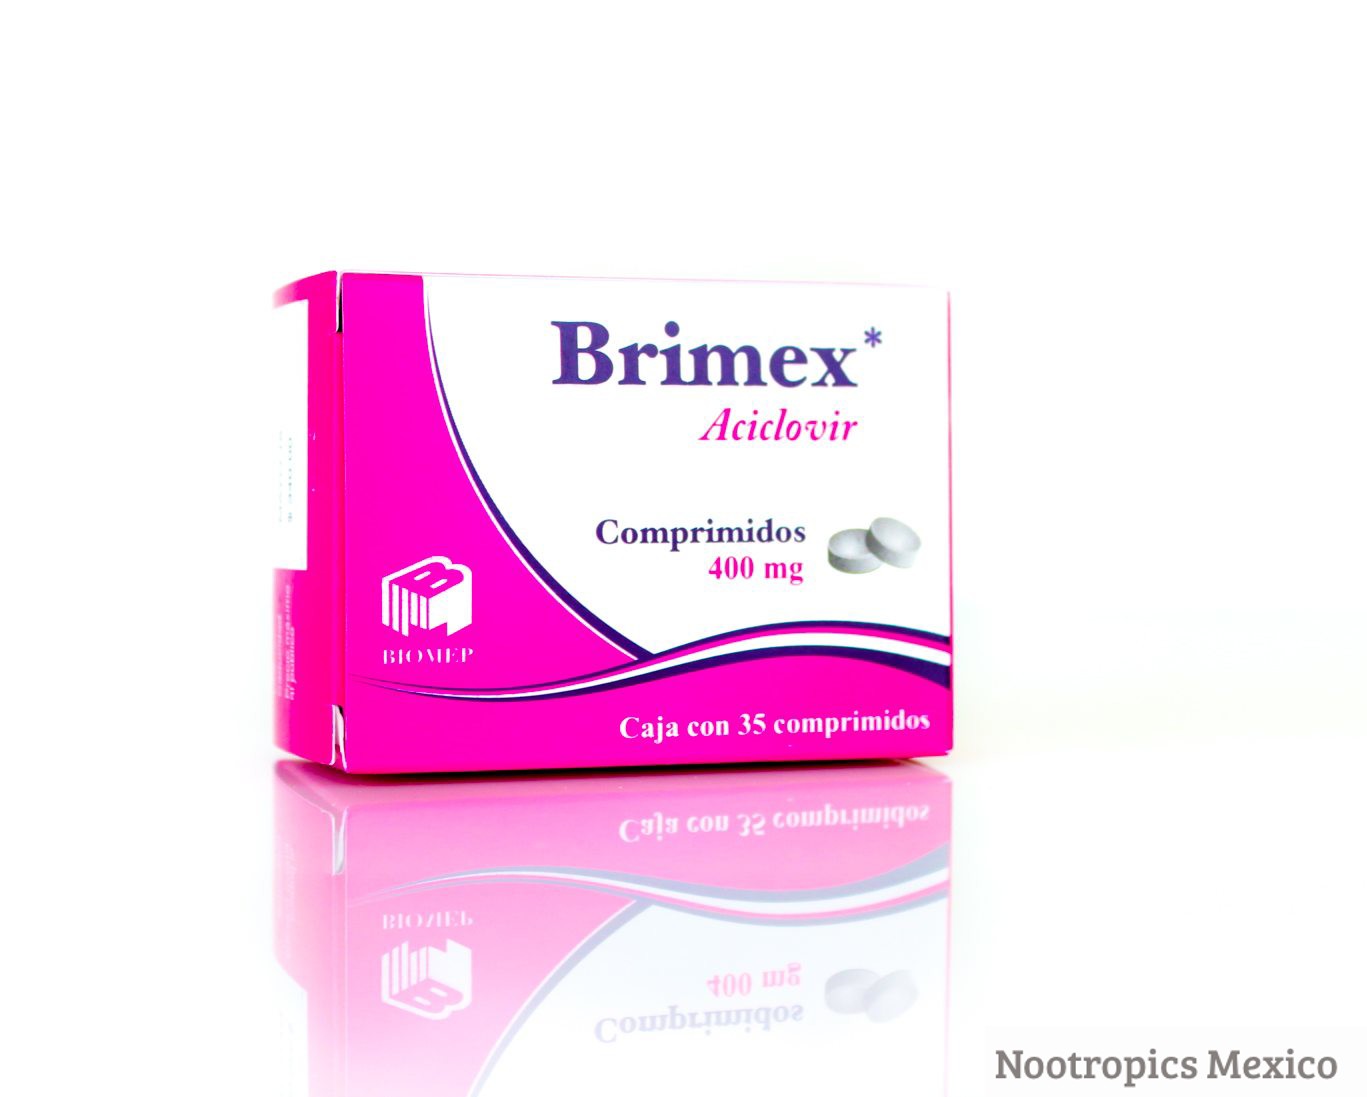 Brimex*
Aciclovir
Comprimidos
400 mg
BIOMEP
Caja con 35 comprimidos
Nootropics Mexico